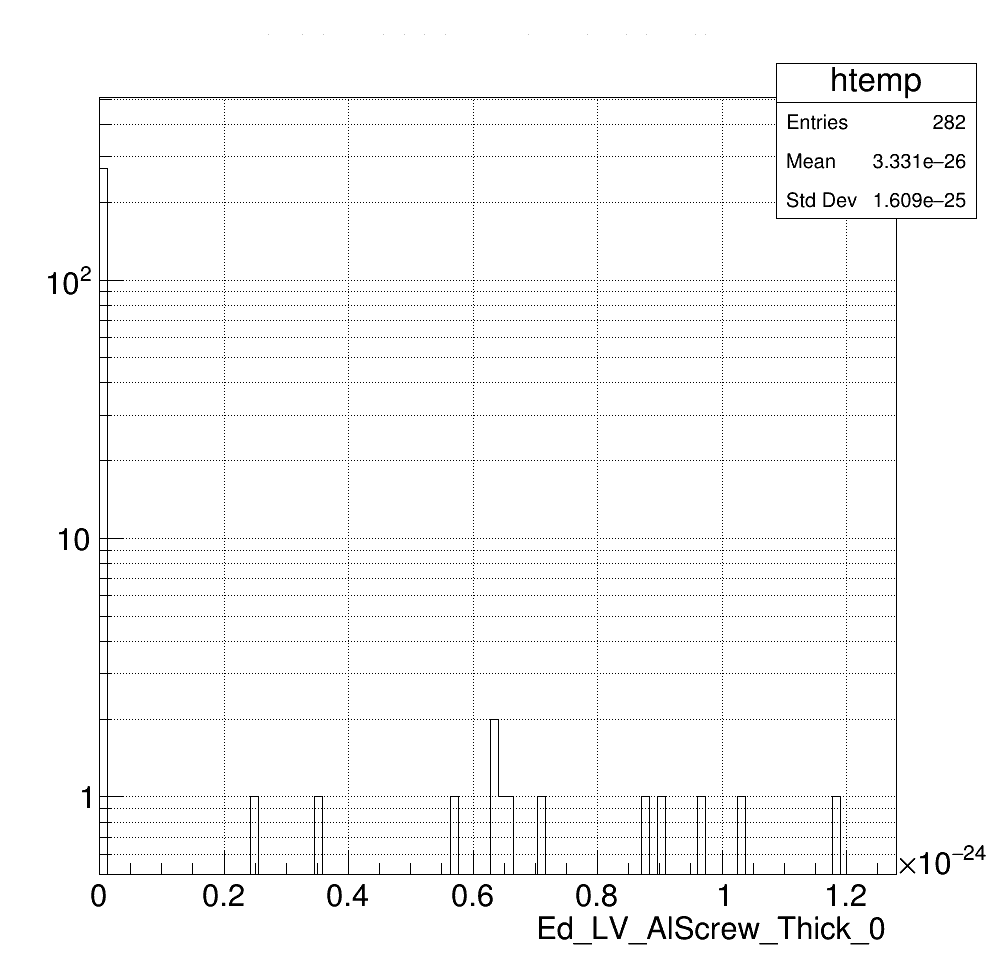 htemp
Entries 282
Mean 3.331e−26
Std Dev 1.609e−25
10²
10
1
0 0.2 0.4 0.6 0.8 1 1.2
×10⁻²⁴
Ed_LV_AlScrew_Thick_0